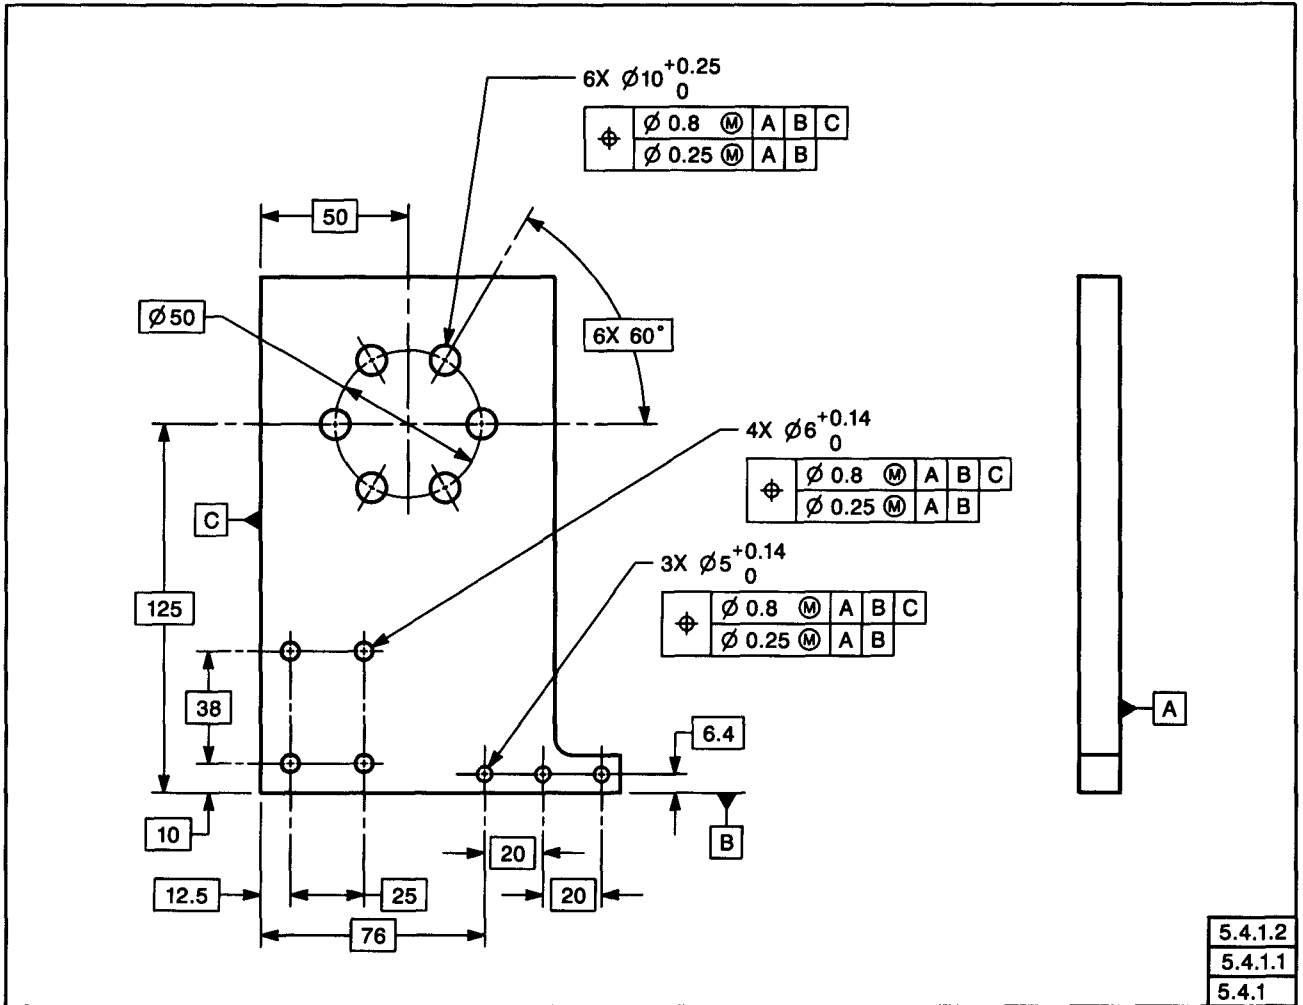 6X ⌀10 +0.25
0
⌖ ⌀ 0.8 Ⓜ A B C
⌀ 0.25 Ⓜ A B
50
⌀50
6X 60°
4X ⌀6 +0.14
0
⌖ ⌀ 0.8 Ⓜ A B C
⌀ 0.25 Ⓜ A B
C
3X ⌀5 +0.14
0
⌖ ⌀ 0.8 Ⓜ A B C
⌀ 0.25 Ⓜ A B
125
38
A
6.4
10
B
20
12.5
25
20
76
5.4.1.2
5.4.1.1
5.4.1